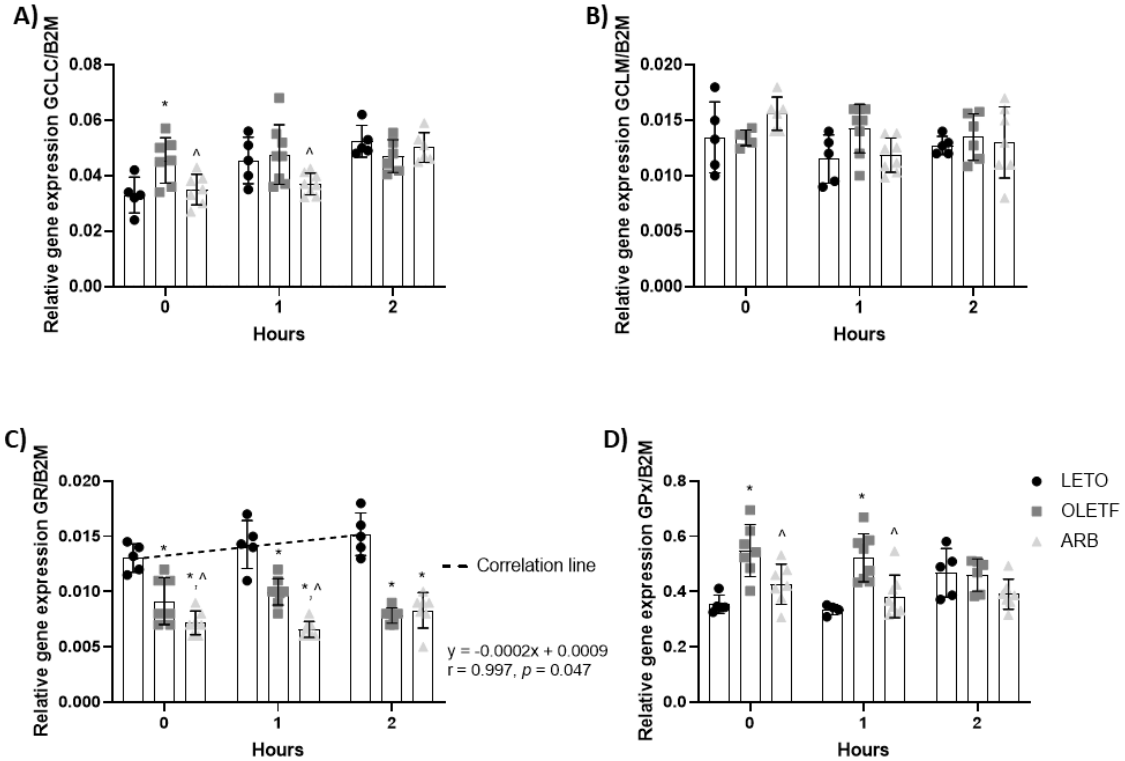 A)
Relative gene expression GCLC/B2M
0.08
0.06
0.04
0.02
0.00
*
^
^
0
1
2
Hours
B)
Relative gene expression GCLM/B2M
0.020
0.015
0.010
0.005
0.000
0
1
2
Hours
C)
Relative gene expression GR/B2M
0.020
0.015
0.010
0.005
0.000
*
*,^
*
*,^
*
*
0
1
2
Hours
Correlation line
y = -0.0002x + 0.0009
r = 0.997, p = 0.047
D)
Relative gene expression GPx/B2M
0.8
0.6
0.4
0.2
0.0
*
^
*
^
0
1
2
Hours
LETO
OLETF
ARB